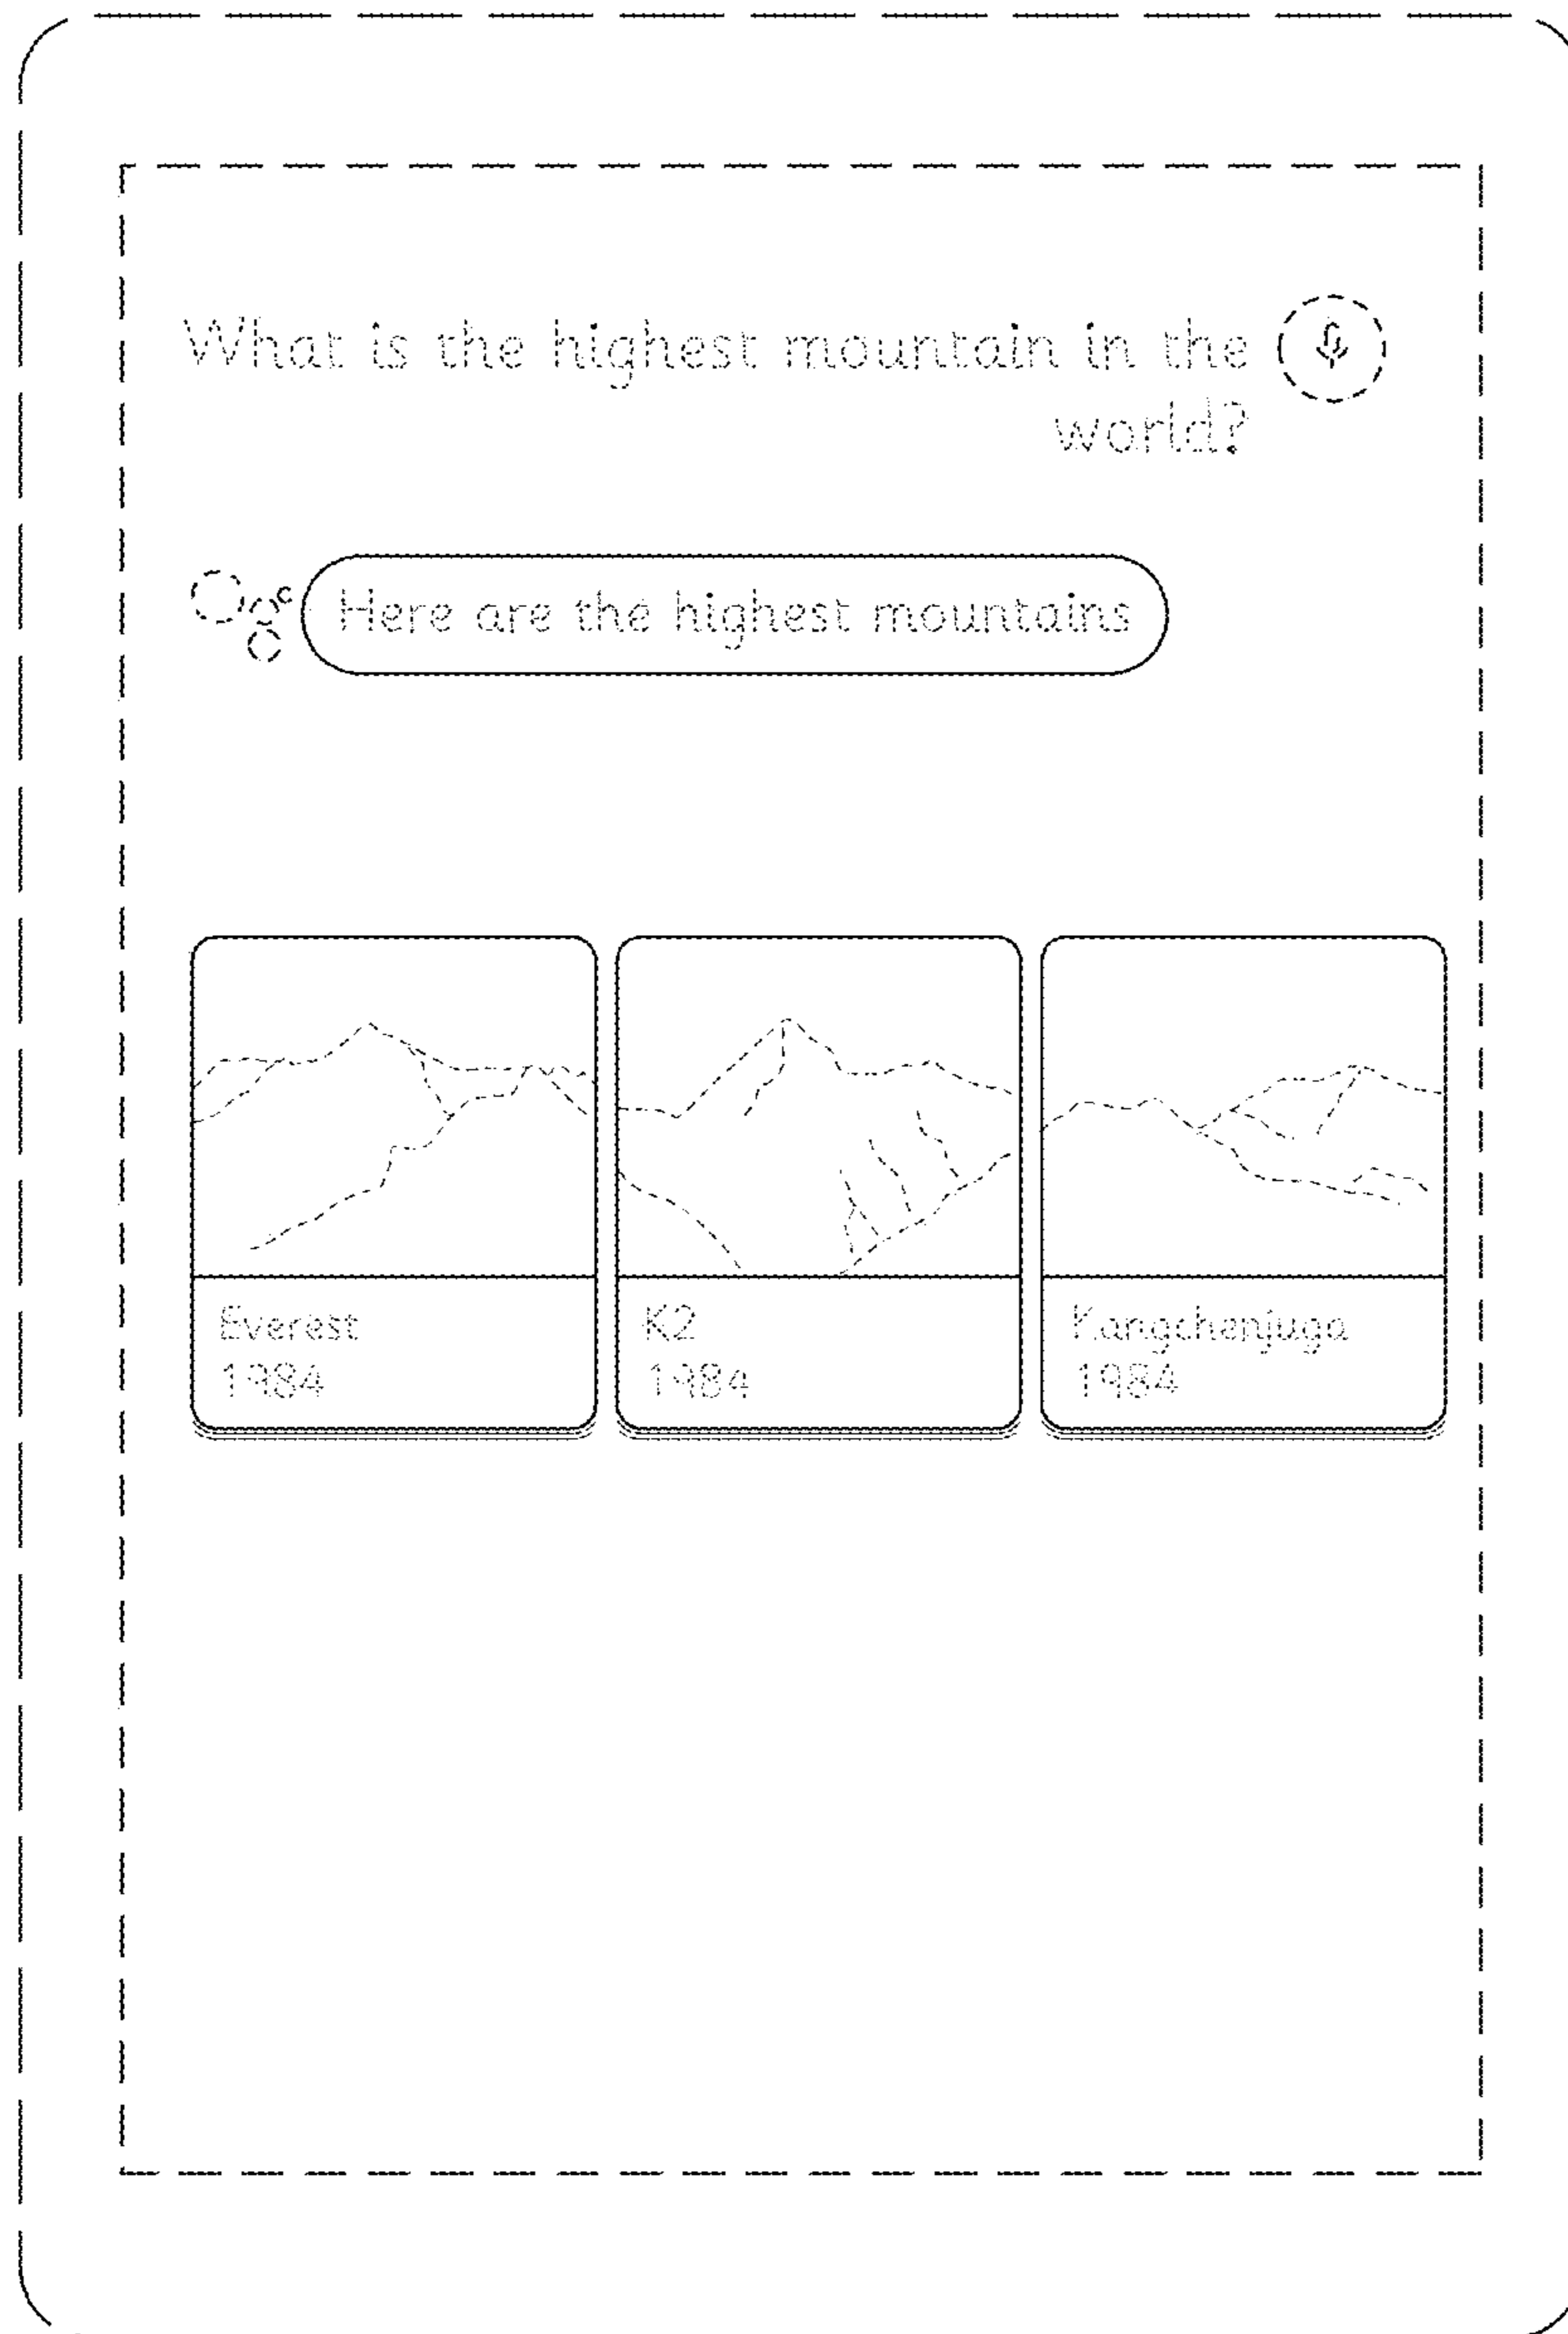 What is the highest mountain in the
world?
Here are the highest mountains
Everest
1984
K2
1984
Kangchenjuga
1984